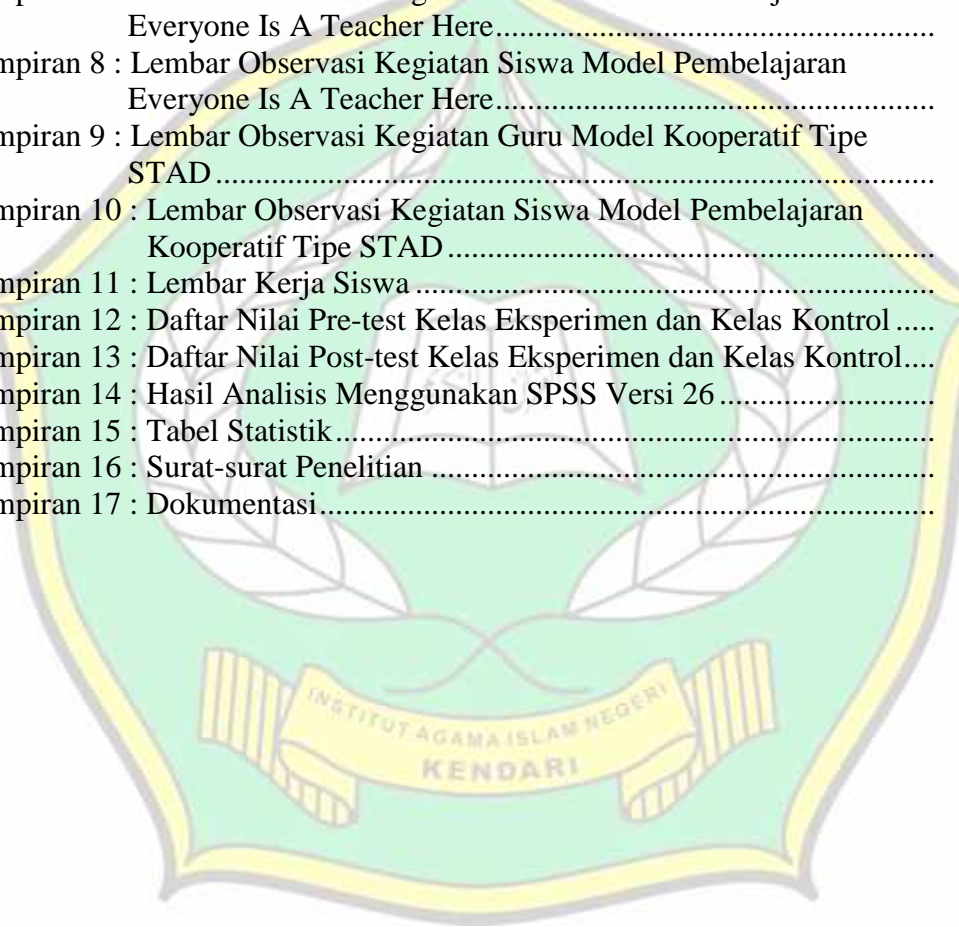 Everyone Is A Teacher Here......................................................
mpiran 8 : Lembar Observasi Kegiatan Siswa Model Pembelajaran
Everyone Is A Teacher Here......................................................
mpiran 9 : Lembar Observasi Kegiatan Guru Model Kooperatif Tipe
STAD..........................................................................................
mpiran 10 : Lembar Observasi Kegiatan Siswa Model Pembelajaran
Kooperatif Tipe STAD.............................................................
mpiran 11 : Lembar Kerja Siswa.................................................................
mpiran 12 : Daftar Nilai Pre-test Kelas Eksperimen dan Kelas Kontrol.....
mpiran 13 : Daftar Nilai Post-test Kelas Eksperimen dan Kelas Kontrol....
mpiran 14 : Hasil Analisis Menggunakan SPSS Versi 26...........................
mpiran 15 : Tabel Statistik...........................................................................
mpiran 16 : Surat-surat Penelitian...............................................................
mpiran 17 : Dokumentasi.............................................................................
INSTITUT AGAMA ISLAM NEGERI
KENDARI